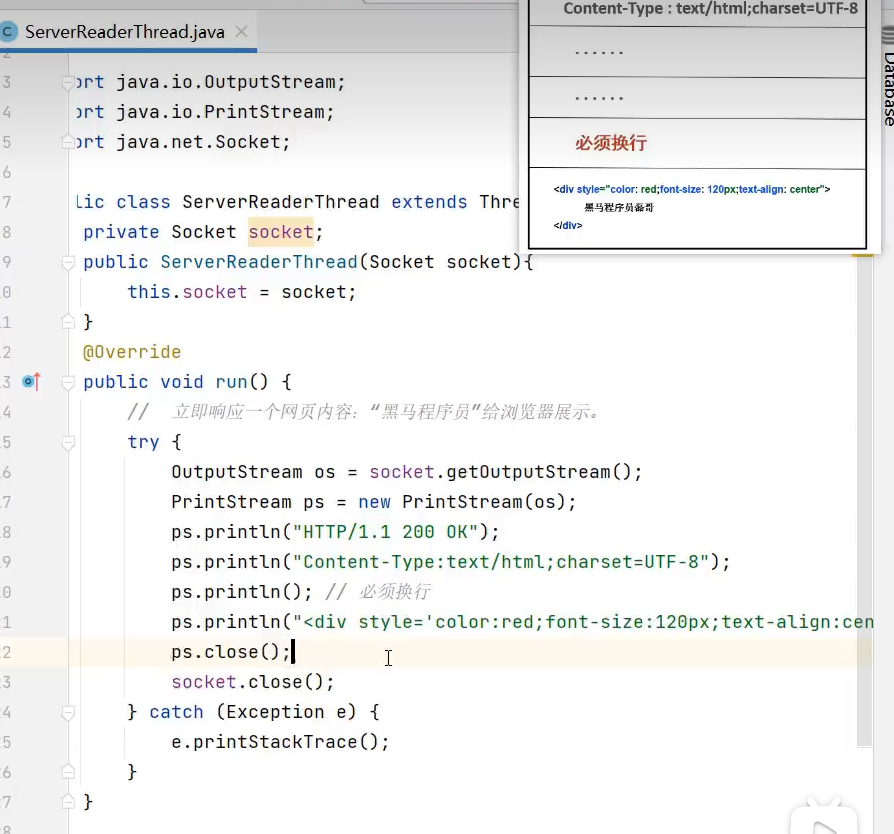 ServerReaderThread.java
Content-Type : text/html;charset=UTF-8
······
······
必须换行
<div style="color: red;font-size: 120px;text-align: center">
黑马程序员磊哥
</div>
Database
3 ort java.io.OutputStream;
4 ort java.io.PrintStream;
5 ort java.net.Socket;
6
7 lic class ServerReaderThread extends Thre
8 private Socket socket;
9 public ServerReaderThread(Socket socket){
0 this.socket = socket;
1 }
2 @Override
3 public void run() {
4 // 立即响应一个网页内容：“黑马程序员”给浏览器展示。
5 try {
6 OutputStream os = socket.getOutputStream();
7 PrintStream ps = new PrintStream(os);
8 ps.println("HTTP/1.1 200 OK");
9 ps.println("Content-Type:text/html;charset=UTF-8");
0 ps.println(); // 必须换行
1 ps.println("<div style='color:red;font-size:120px;text-align:cen
2 ps.close();
3 socket.close();
4 } catch (Exception e) {
5 e.printStackTrace();
6 }
7 }
8